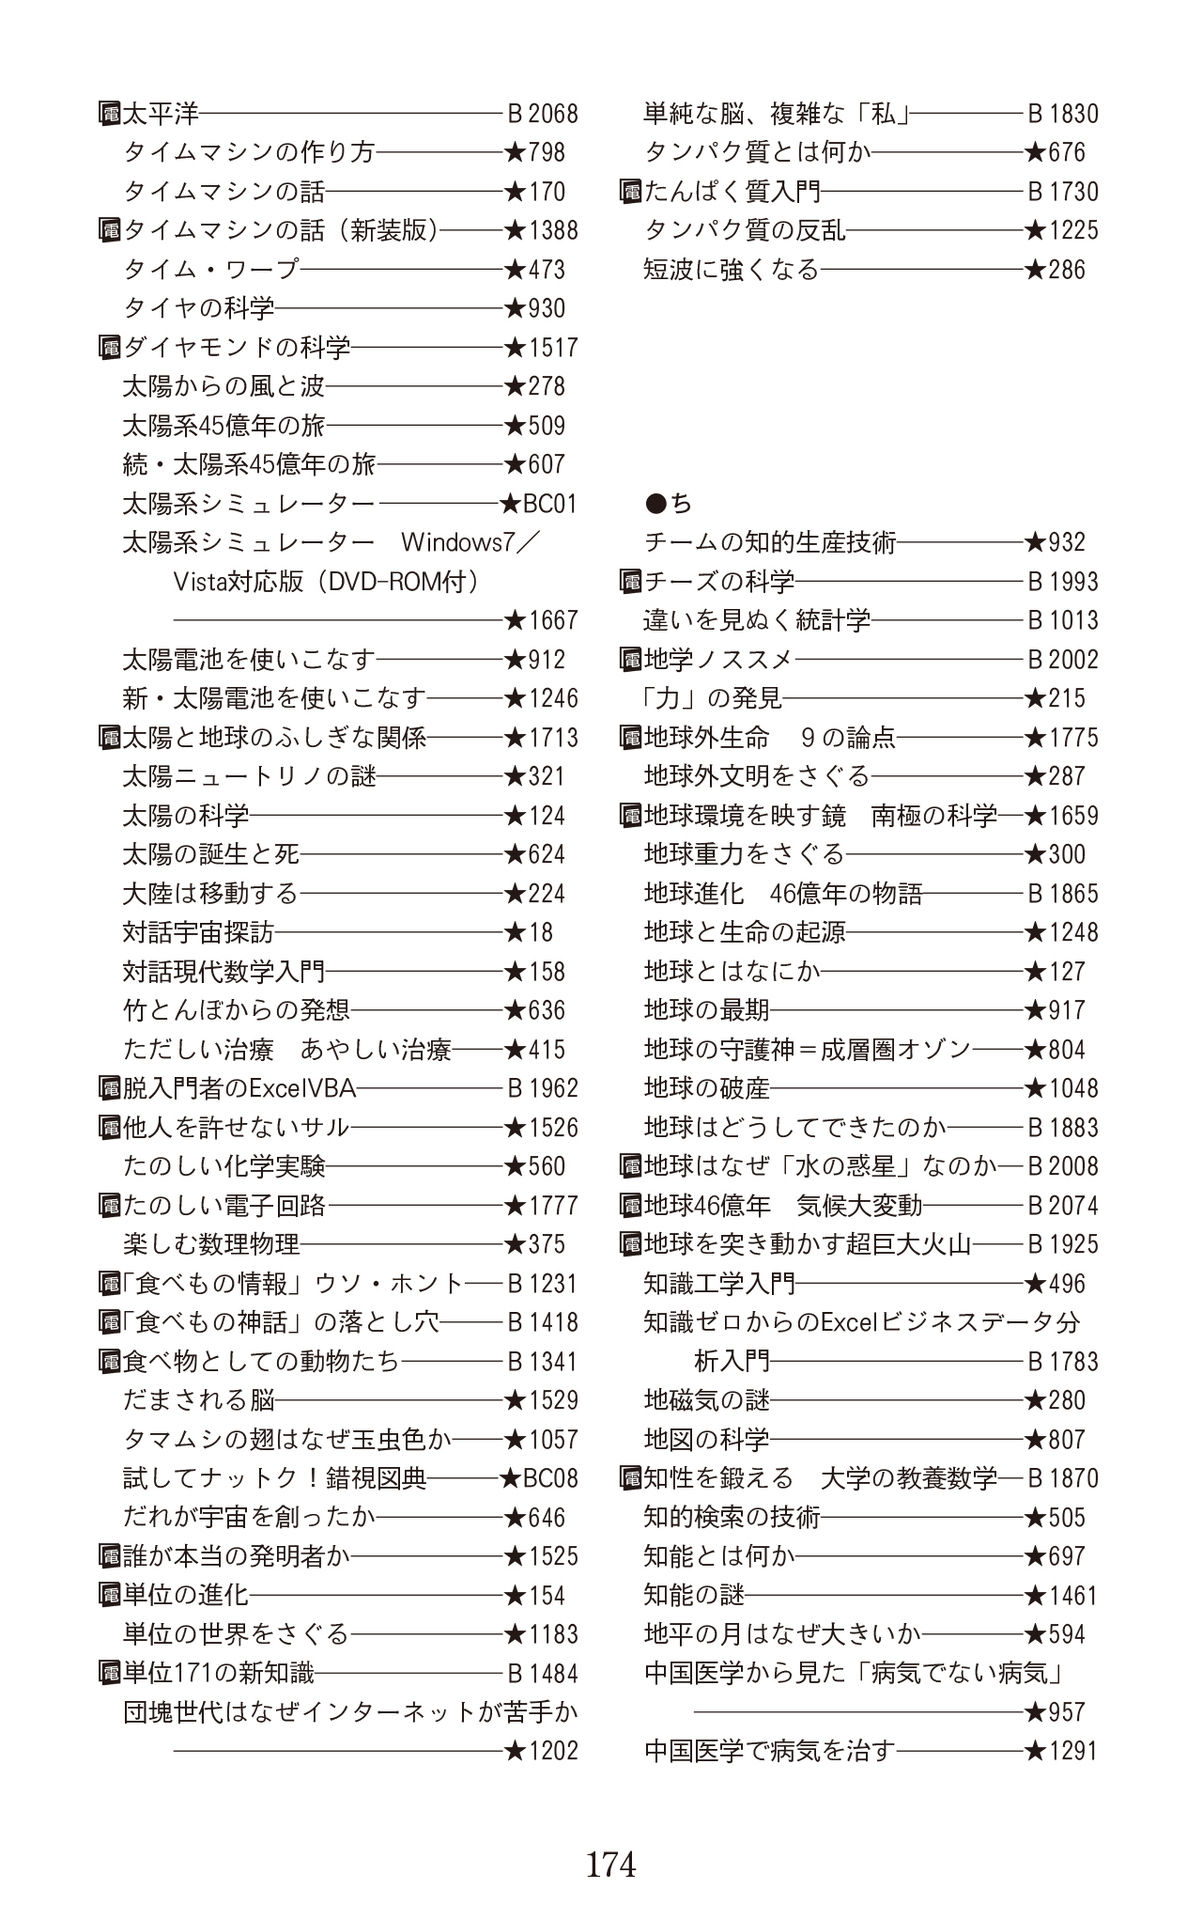 電太平洋――――B2068
タイムマシンの作り方――――★798
タイムマシンの話――――★170
電タイムマシンの話（新装版）――――★1388
タイム・ワープ――――★473
タイヤの科学――――★930
電ダイヤモンドの科学――――★1517
太陽からの風と波――――★278
太陽系45億年の旅――――★509
続・太陽系45億年の旅――――★607
太陽系シミュレーター――――★BC01
太陽系シミュレーター　Windows7／
Vista対応版（DVD-ROM付）
――――★1667
太陽電池を使いこなす――――★912
新・太陽電池を使いこなす――――★1246
電太陽と地球のふしぎな関係――――★1713
太陽ニュートリノの謎――――★321
太陽の科学――――★124
太陽の誕生と死――――★624
大陸は移動する――――★224
対話宇宙探訪――――★18
対話現代数学入門――――★158
竹とんぼからの発想――――★636
ただしい治療　あやしい治療――――★415
電脱入門者のExcelVBA――――B1962
電他人を許せないサル――――★1526
たのしい化学実験――――★560
電たのしい電子回路――――★1777
楽しむ数理物理――――★375
電「食べもの情報」ウソ・ホント――――B1231
電「食べもの神話」の落とし穴――――B1418
電食べ物としての動物たち――――B1341
だまされる脳――――★1529
タマムシの翅はなぜ玉虫色か――――★1057
試してナットク！錯視図典――――★BC08
だれが宇宙を創ったか――――★646
電誰が本当の発明者か――――★1525
電単位の進化――――★154
単位の世界をさぐる――――★1183
電単位171の新知識――――B1484
団塊世代はなぜインターネットが苦手か
――――★1202
単純な脳、複雑な「私」――――B1830
タンパク質とは何か――――★676
電たんぱく質入門――――B1730
タンパク質の反乱――――★1225
短波に強くなる――――★286
●ち
チームの知的生産技術――――★932
電チーズの科学――――B1993
違いを見ぬく統計学――――B1013
電地学ノススメ――――B2002
「力」の発見――――★215
電地球外生命　９の論点――――★1775
地球外文明をさぐる――――★287
電地球環境を映す鏡　南極の科学――――★1659
地球重力をさぐる――――★300
地球進化　46億年の物語――――B1865
地球と生命の起源――――★1248
地球とはなにか――――★127
地球の最期――――★917
地球の守護神＝成層圏オゾン――――★804
地球の破産――――★1048
地球はどうしてできたのか――――B1883
電地球はなぜ「水の惑星」なのか――――B2008
電地球46億年　気候大変動――――B2074
電地球を突き動かす超巨大火山――――B1925
知識工学入門――――★496
知識ゼロからのExcelビジネスデータ分
析入門――――B1783
地磁気の謎――――★280
地図の科学――――★807
電知性を鍛える　大学の教養数学――――B1870
知的検索の技術――――★505
知能とは何か――――★697
知能の謎――――★1461
地平の月はなぜ大きいか――――★594
中国医学から見た「病気でない病気」
――――★957
中国医学で病気を治す――――★1291
174